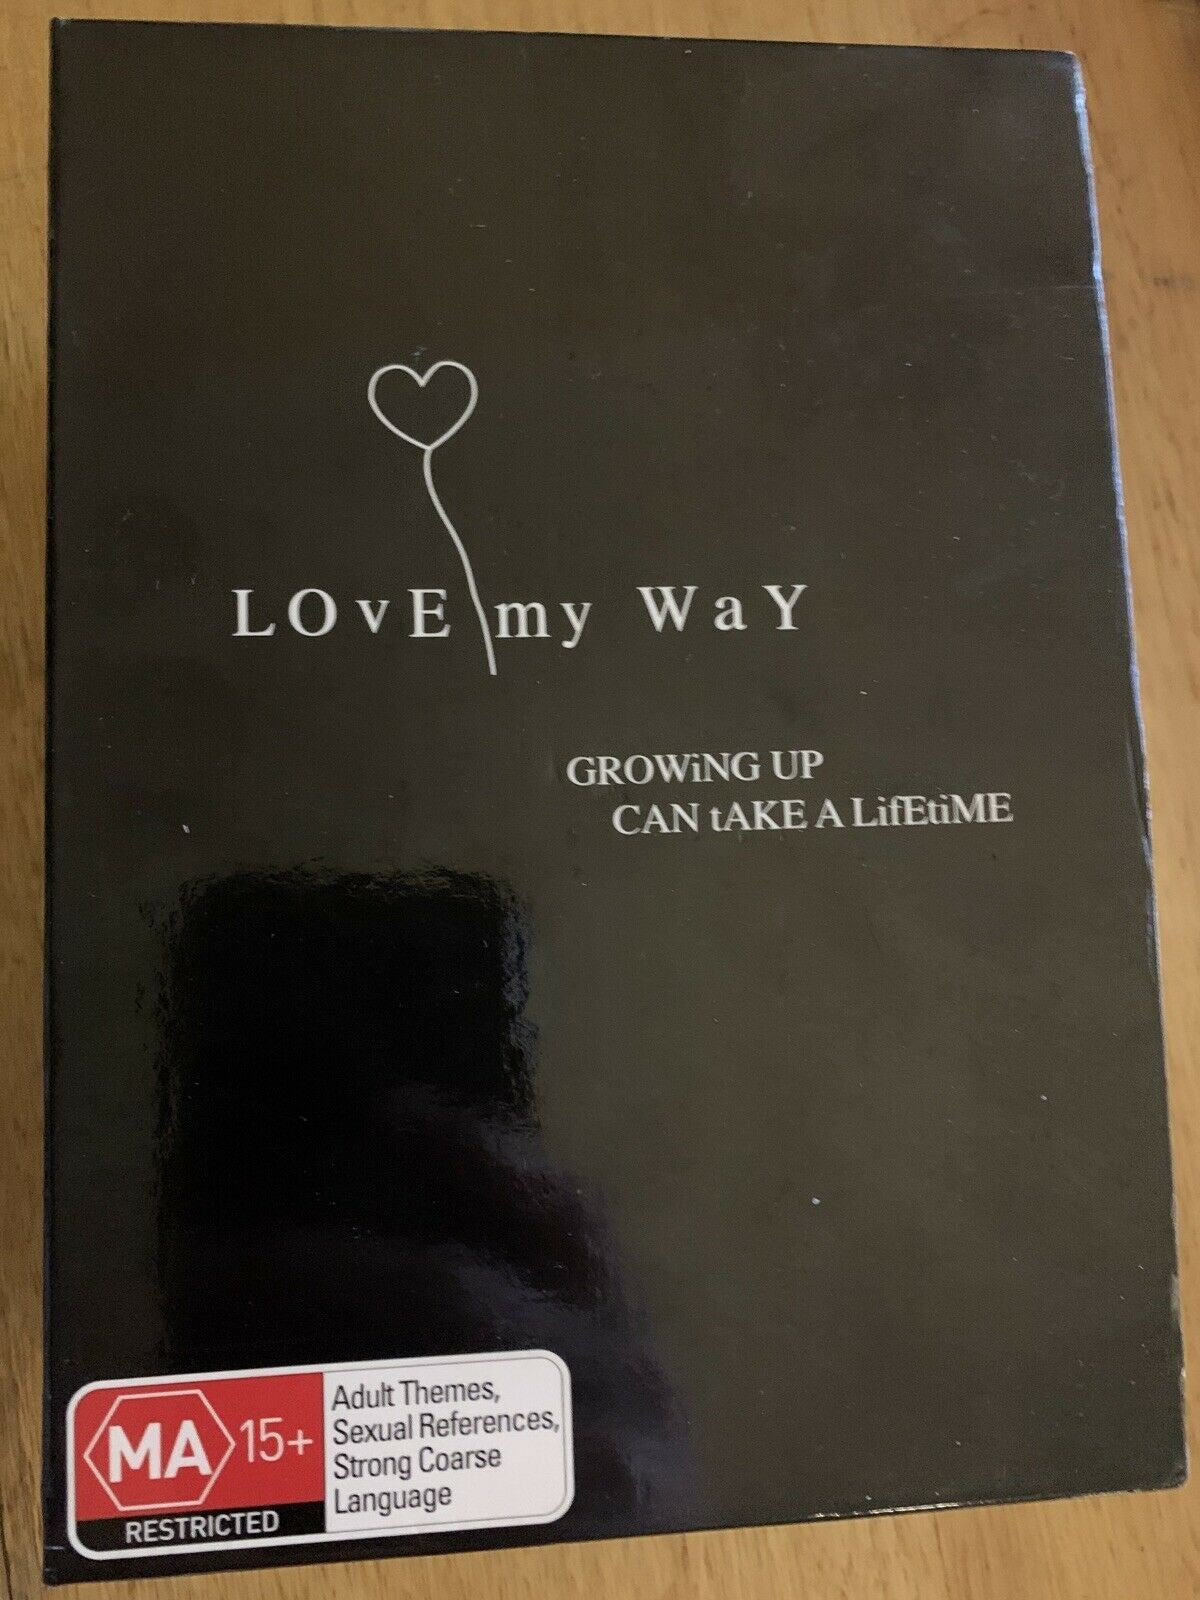 LOvE my WaY
GROWiNG UP
CAN tAKE A LifEtiME
MA 15+
RESTRICTED
Adult Themes,
Sexual References,
Strong Coarse
Language